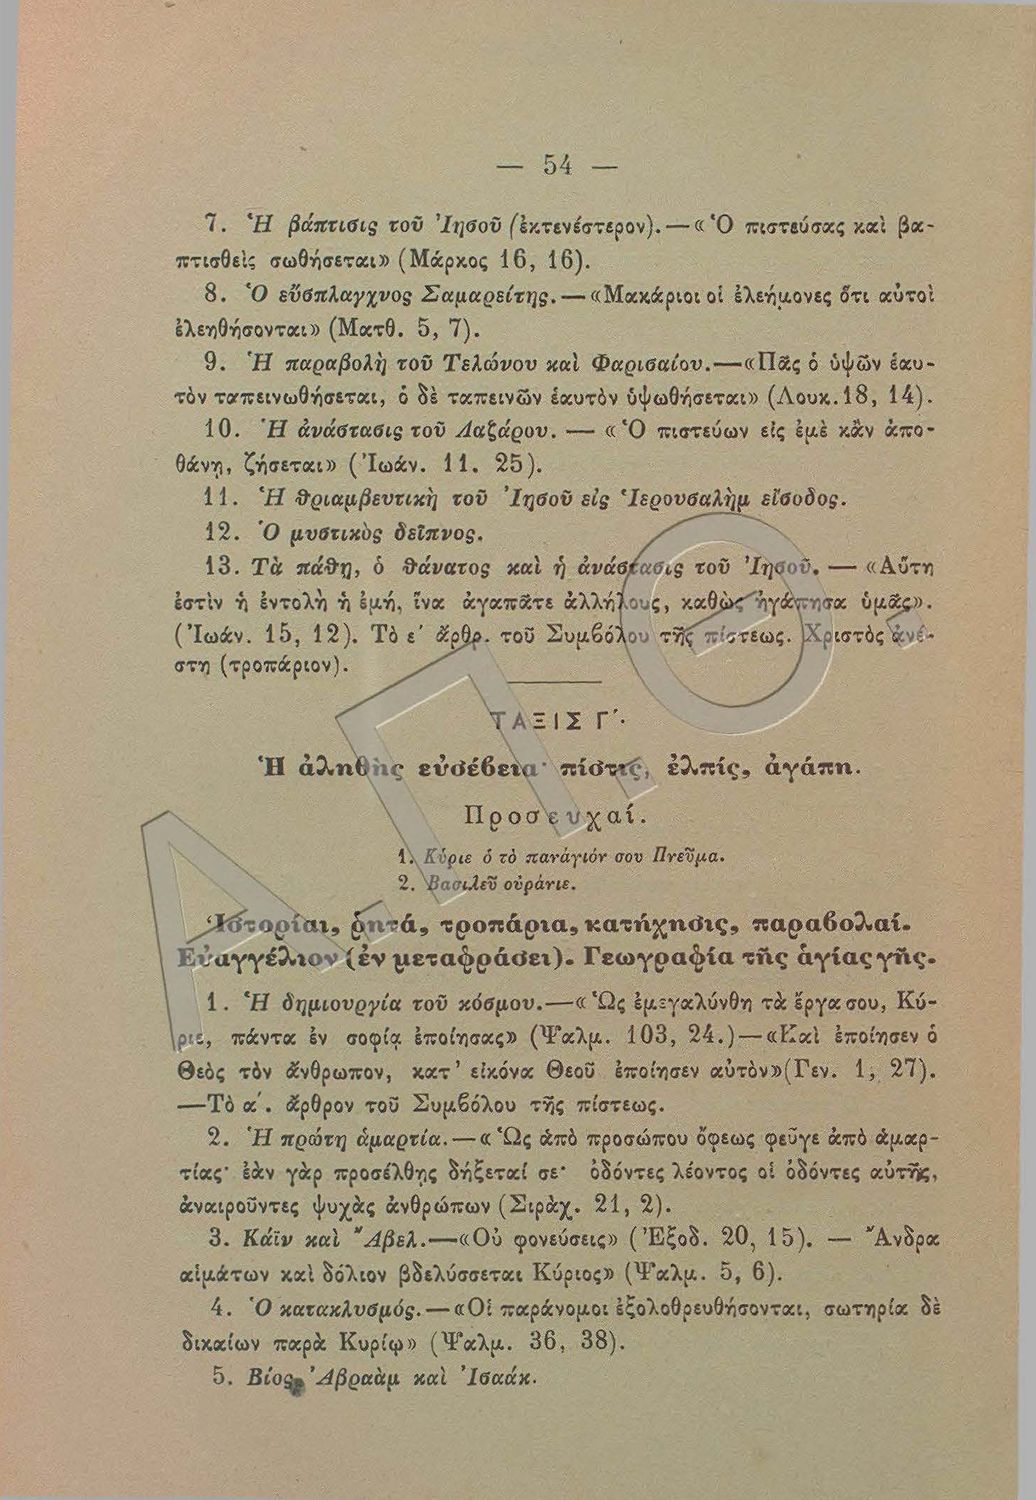 — 54 —
7. Ἡ βάπτισις τοῦ Ἰησοῦ (ἐκτενέστερον). — «Ὁ πιστεύσας καὶ βα-
πτισθεὶς σωθήσεται» (Μάρκος 16, 16).
8. Ὁ εὔσπλαγχνος Σαμαρείτης. — «Μακάριοι οἱ ἐλεήμονες ὅτι αὐτοὶ
ἐλεηθήσονται» (Ματθ. 5, 7).
9. Ἡ παραβολὴ τοῦ Τελώνου καὶ Φαρισαίου. — «Πᾶς ὁ ὑψῶν ἑαυ-
τὸν ταπεινωθήσεται, ὁ δὲ ταπεινῶν ἑαυτὸν ὑψωθήσεται» (Λουκ. 18, 14).
10. Ἡ ἀνάστασις τοῦ Λαζάρου. — «Ὁ πιστεύων εἰς ἐμὲ κἂν ἀπο-
θάνῃ, ζήσεται» (Ἰωάν. 11. 25).
11. Ἡ θριαμβευτικὴ τοῦ Ἰησοῦ εἰς Ἱερουσαλὴμ εἴσοδος.
12. Ὁ μυστικὸς δεῖπνος.
13. Τὰ πάθη, ὁ θάνατος καὶ ἡ ἀνάστασις τοῦ Ἰησοῦ. — «Αὕτη
ἐστὶν ἡ ἐντολὴ ἡ ἐμή, ἵνα ἀγαπᾶτε ἀλλήλους, καθὼς ἠγάπησα ὑμᾶς».
(Ἰωάν. 15, 12). Τὸ ε' ἄρθρ. τοῦ Συμβόλου τῆς πίστεως. Χριστὸς ἀνέ-
στη (τροπάριον).
ΤΑΞΙΣ Γ΄.
Ἡ ἀληθὴς εὐσέβεια· πίστις, ἐλπίς, ἀγάπη.
Προσευχαί.
1. Κύριε ὁ τὸ πανάγιόν σου Πνεῦμα.
2. Βασιλεῦ οὐράνιε.
Ἱστορίαι, ῥητά, τροπάρια, κατήχησις, παραβολαί.
Εὐαγγέλιον (ἐν μεταφράσει). Γεωγραφία τῆς ἁγίας γῆς.
1. Ἡ δημιουργία τοῦ κόσμου. — «Ὡς ἐμεγαλύνθη τὰ ἔργα σου, Κύ-
ριε, πάντα ἐν σοφίᾳ ἐποίησας» (Ψαλμ. 103, 24.) — «Καὶ ἐποίησεν ὁ
Θεὸς τὸν ἄνθρωπον, κατ' εἰκόνα Θεοῦ ἐποίησεν αὐτὸν» (Γεν. 1, 27).
— Τὸ α'. ἄρθρον τοῦ Συμβόλου τῆς πίστεως.
2. Ἡ πρώτη ἁμαρτία. — «Ὡς ἀπὸ προσώπου ὄφεως φεῦγε ἀπὸ ἁμαρ-
τίας· ἐὰν γὰρ προσέλθῃς δήξεταί σε· ὀδόντες λέοντος οἱ ὀδόντες αὐτῆς,
ἀναιροῦντες ψυχὰς ἀνθρώπων (Σιρὰχ. 21, 2).
3. Κάϊν καὶ Ἄβελ. — «Οὐ φονεύσεις» (Ἐξοδ. 20, 15). — Ἄνδρα
αἱμάτων καὶ δόλιον βδελύσσεται Κύριος» (Ψαλμ. 5, 6).
4. Ὁ κατακλυσμός. — «Οἱ παράνομοι ἐξολοθρευθήσονται, σωτηρία δὲ
δικαίων παρὰ Κυρίῳ» (Ψαλμ. 36, 38).
5. Βίος Ἀβραὰμ καὶ Ἰσαάκ.